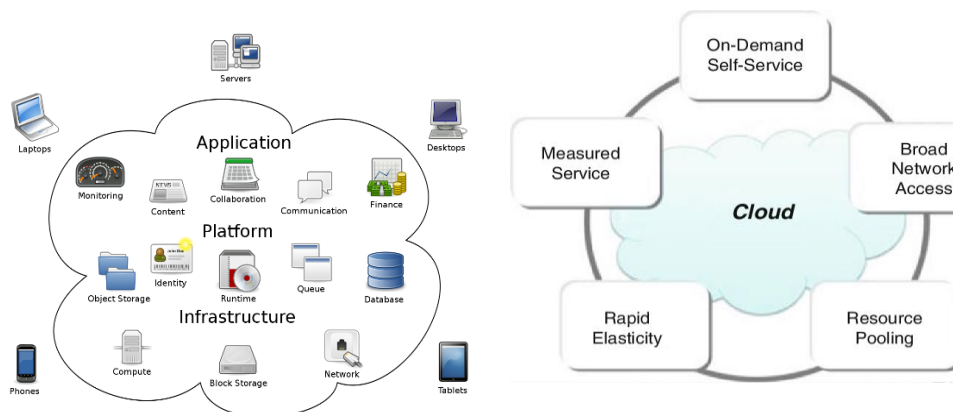 Servers
Laptops
Desktops
Application
Monitoring
Content
Collaboration
Communication
Finance
Platform
Object Storage
Identity
Runtime
Queue
Database
Infrastructure
Compute
Block Storage
Network
Phones
Tablets
On-Demand
Self-Service
Measured
Service
Broad
Network
Access
Cloud
Rapid
Elasticity
Resource
Pooling